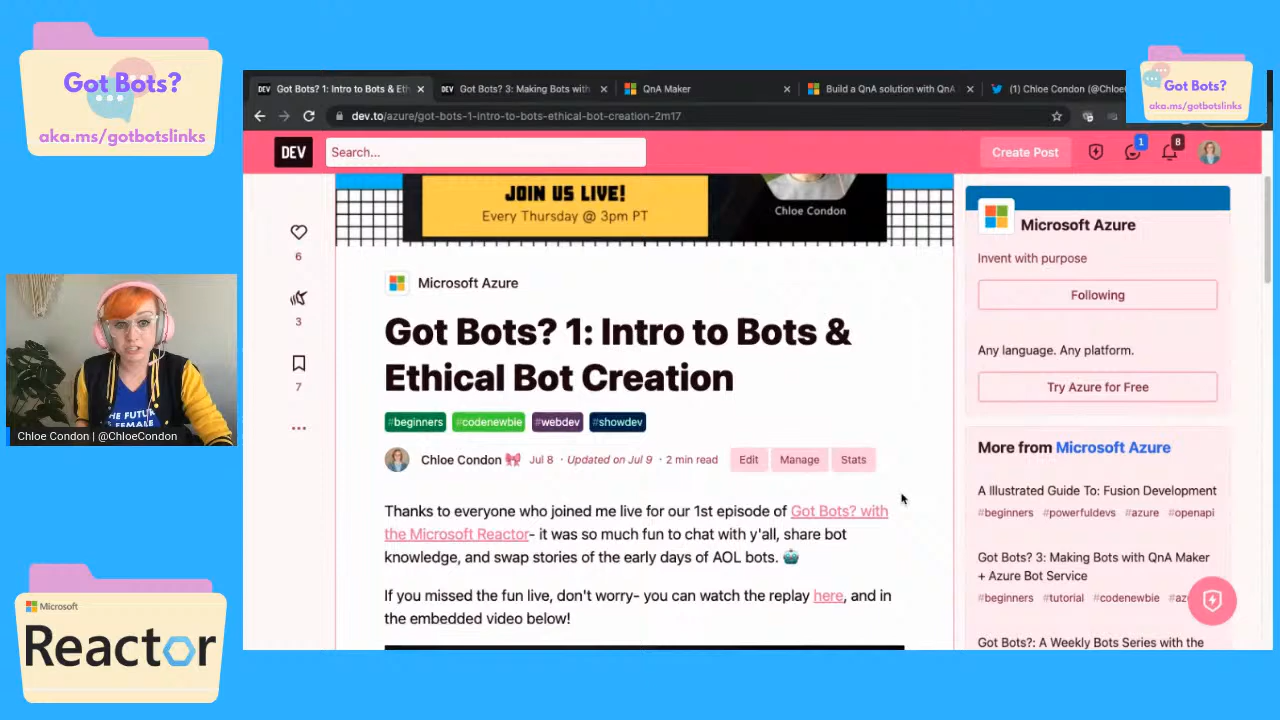 Got Bots?
aka.ms/gotbotslinks
Got Bots? 1: Intro to Bots & Eth
Got Bots? 3: Making Bots with
QnA Maker
Build a QnA solution with QnA
(1) Chloe Condon (@ChloeC
Got Bots?
aka.ms/gotbotslinks
dev.to/azure/got-bots-1-intro-to-bots-ethical-bot-creation-2m17
DEV
Search...
Create Post
1
8
JOIN US LIVE!
Every Thursday @ 3pm PT
Chloe Condon
6
3
7
Microsoft Azure
Got Bots? 1: Intro to Bots &
Ethical Bot Creation
#beginners #codenewbie #webdev #showdev
Chloe Condon Jul 8 • Updated on Jul 9 • 2 min read
Edit
Manage
Stats
Thanks to everyone who joined me live for our 1st episode of Got Bots? with
the Microsoft Reactor- it was so much fun to chat with y'all, share bot
knowledge, and swap stories of the early days of AOL bots.
If you missed the fun live, don't worry- you can watch the replay here, and in
the embedded video below!
Microsoft Azure
Invent with purpose
Following
Any language. Any platform.
Try Azure for Free
More from Microsoft Azure
A Illustrated Guide To: Fusion Development
#beginners #powerfuldevs #azure #openapi
Got Bots? 3: Making Bots with QnA Maker
+ Azure Bot Service
#beginners #tutorial #codenewbie #az
Got Bots?: A Weekly Bots Series with the
THE FUTU
IS FEMALE
Chloe Condon | @ChloeCondon
Microsoft
Reactor